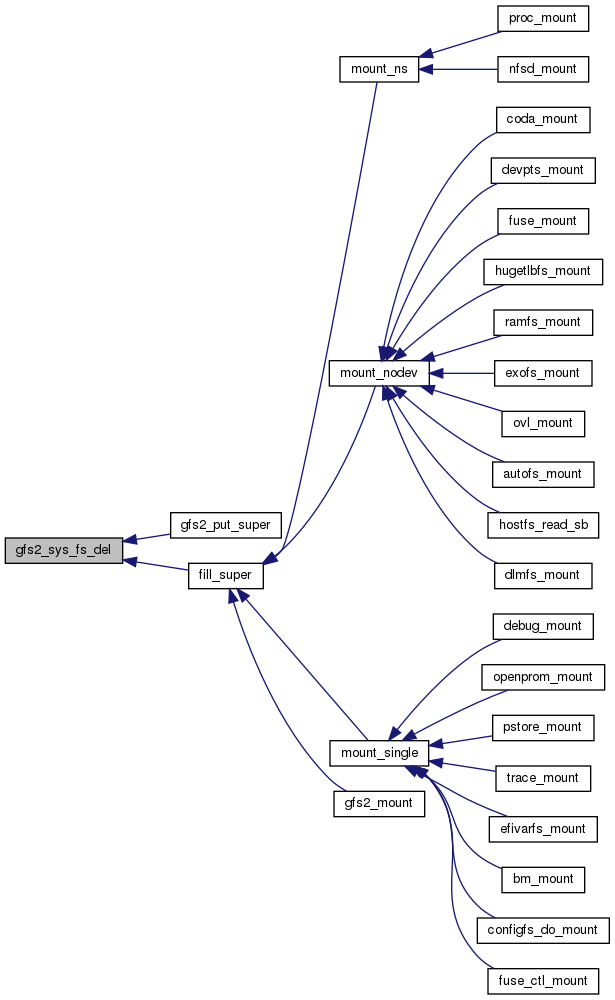 proc_mount
mount_ns
nfsd_mount
coda_mount
devpts_mount
fuse_mount
hugetlbfs_mount
ramfs_mount
mount_nodev
exofs_mount
ovl_mount
autofs_mount
hostfs_read_sb
gfs2_put_super
gfs2_sys_fs_del
fill_super
dlmfs_mount
debug_mount
openprom_mount
pstore_mount
mount_single
trace_mount
gfs2_mount
efivarfs_mount
bm_mount
configfs_do_mount
fuse_ctl_mount